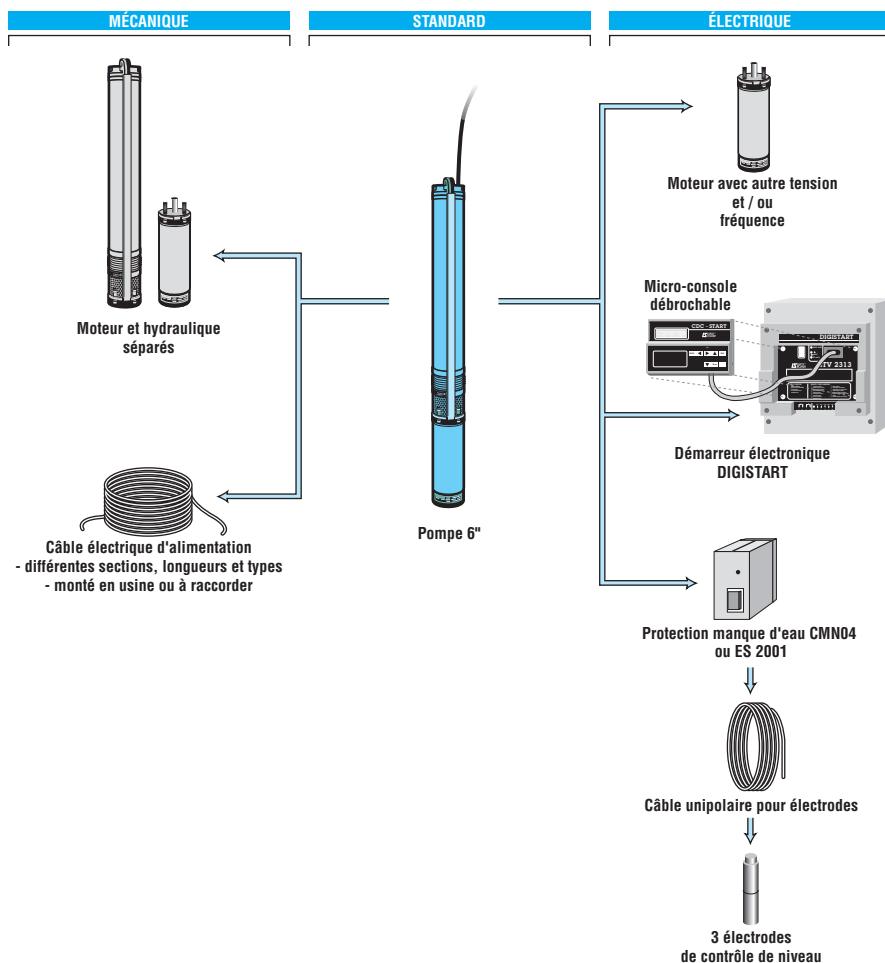 MÉCANIQUE
STANDARD
ÉLECTRIQUE
Moteur et hydraulique
séparés
Câble électrique d'alimentation
- différentes sections, longueurs et types
- monté en usine ou à raccorder
Pompe 6"
Moteur avec autre tension
et / ou
fréquence
Micro-console
débrochable
CDC - START
DIGISTART
TV 2313
Démarreur électronique
DIGISTART
Protection manque d'eau CMN04
ou ES 2001
Câble unipolaire pour électrodes
3 électrodes
de contrôle de niveau